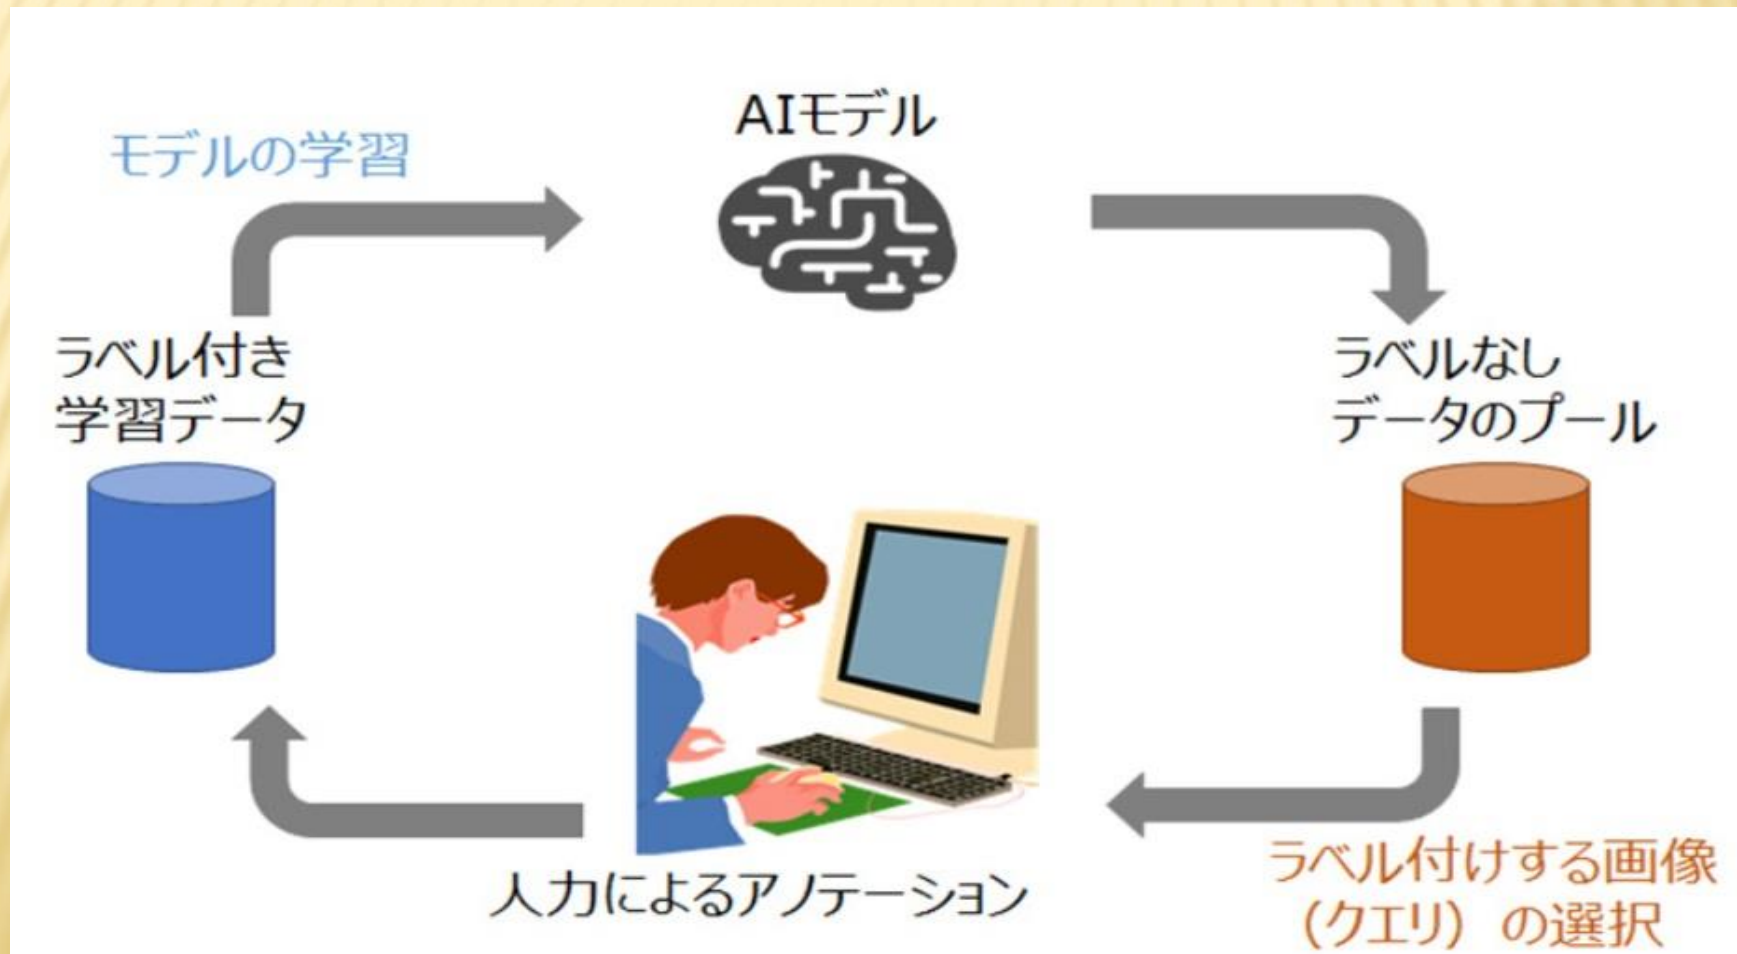 AIモデル
モデルの学習
ラベル付き
学習データ
ラベルなし
データのプール
人力によるアノテーション
ラベル付けする画像
(クエリ) の選択